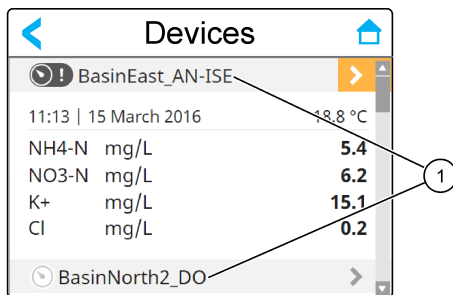 Devices
BasinEast_AN-ISE
11:13 | 15 March 2016 18.8 °C
NH4-N mg/L 5.4
NO3-N mg/L 6.2
K+ mg/L 15.1
Cl mg/L 0.2
1
BasinNorth2_DO